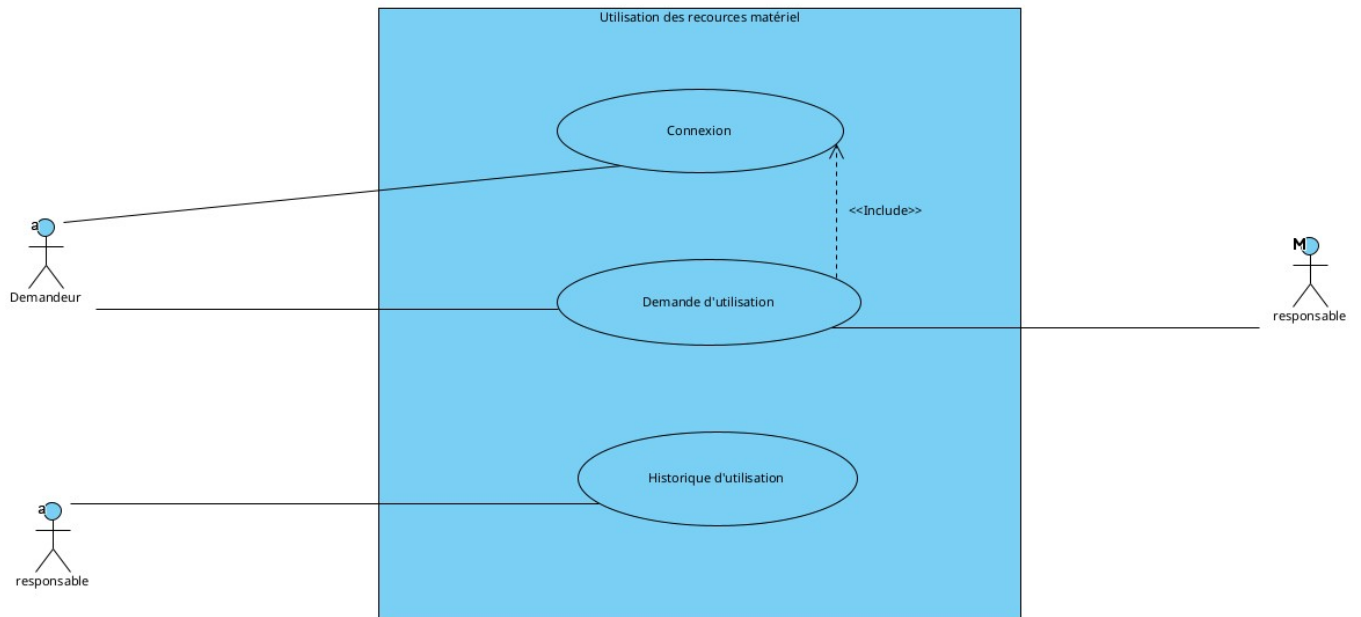 Utilisation des recources matériel
Connexion
<<Include>>
a
Demandeur
M
responsable
Demande d'utilisation
Historique d'utilisation
a
responsable